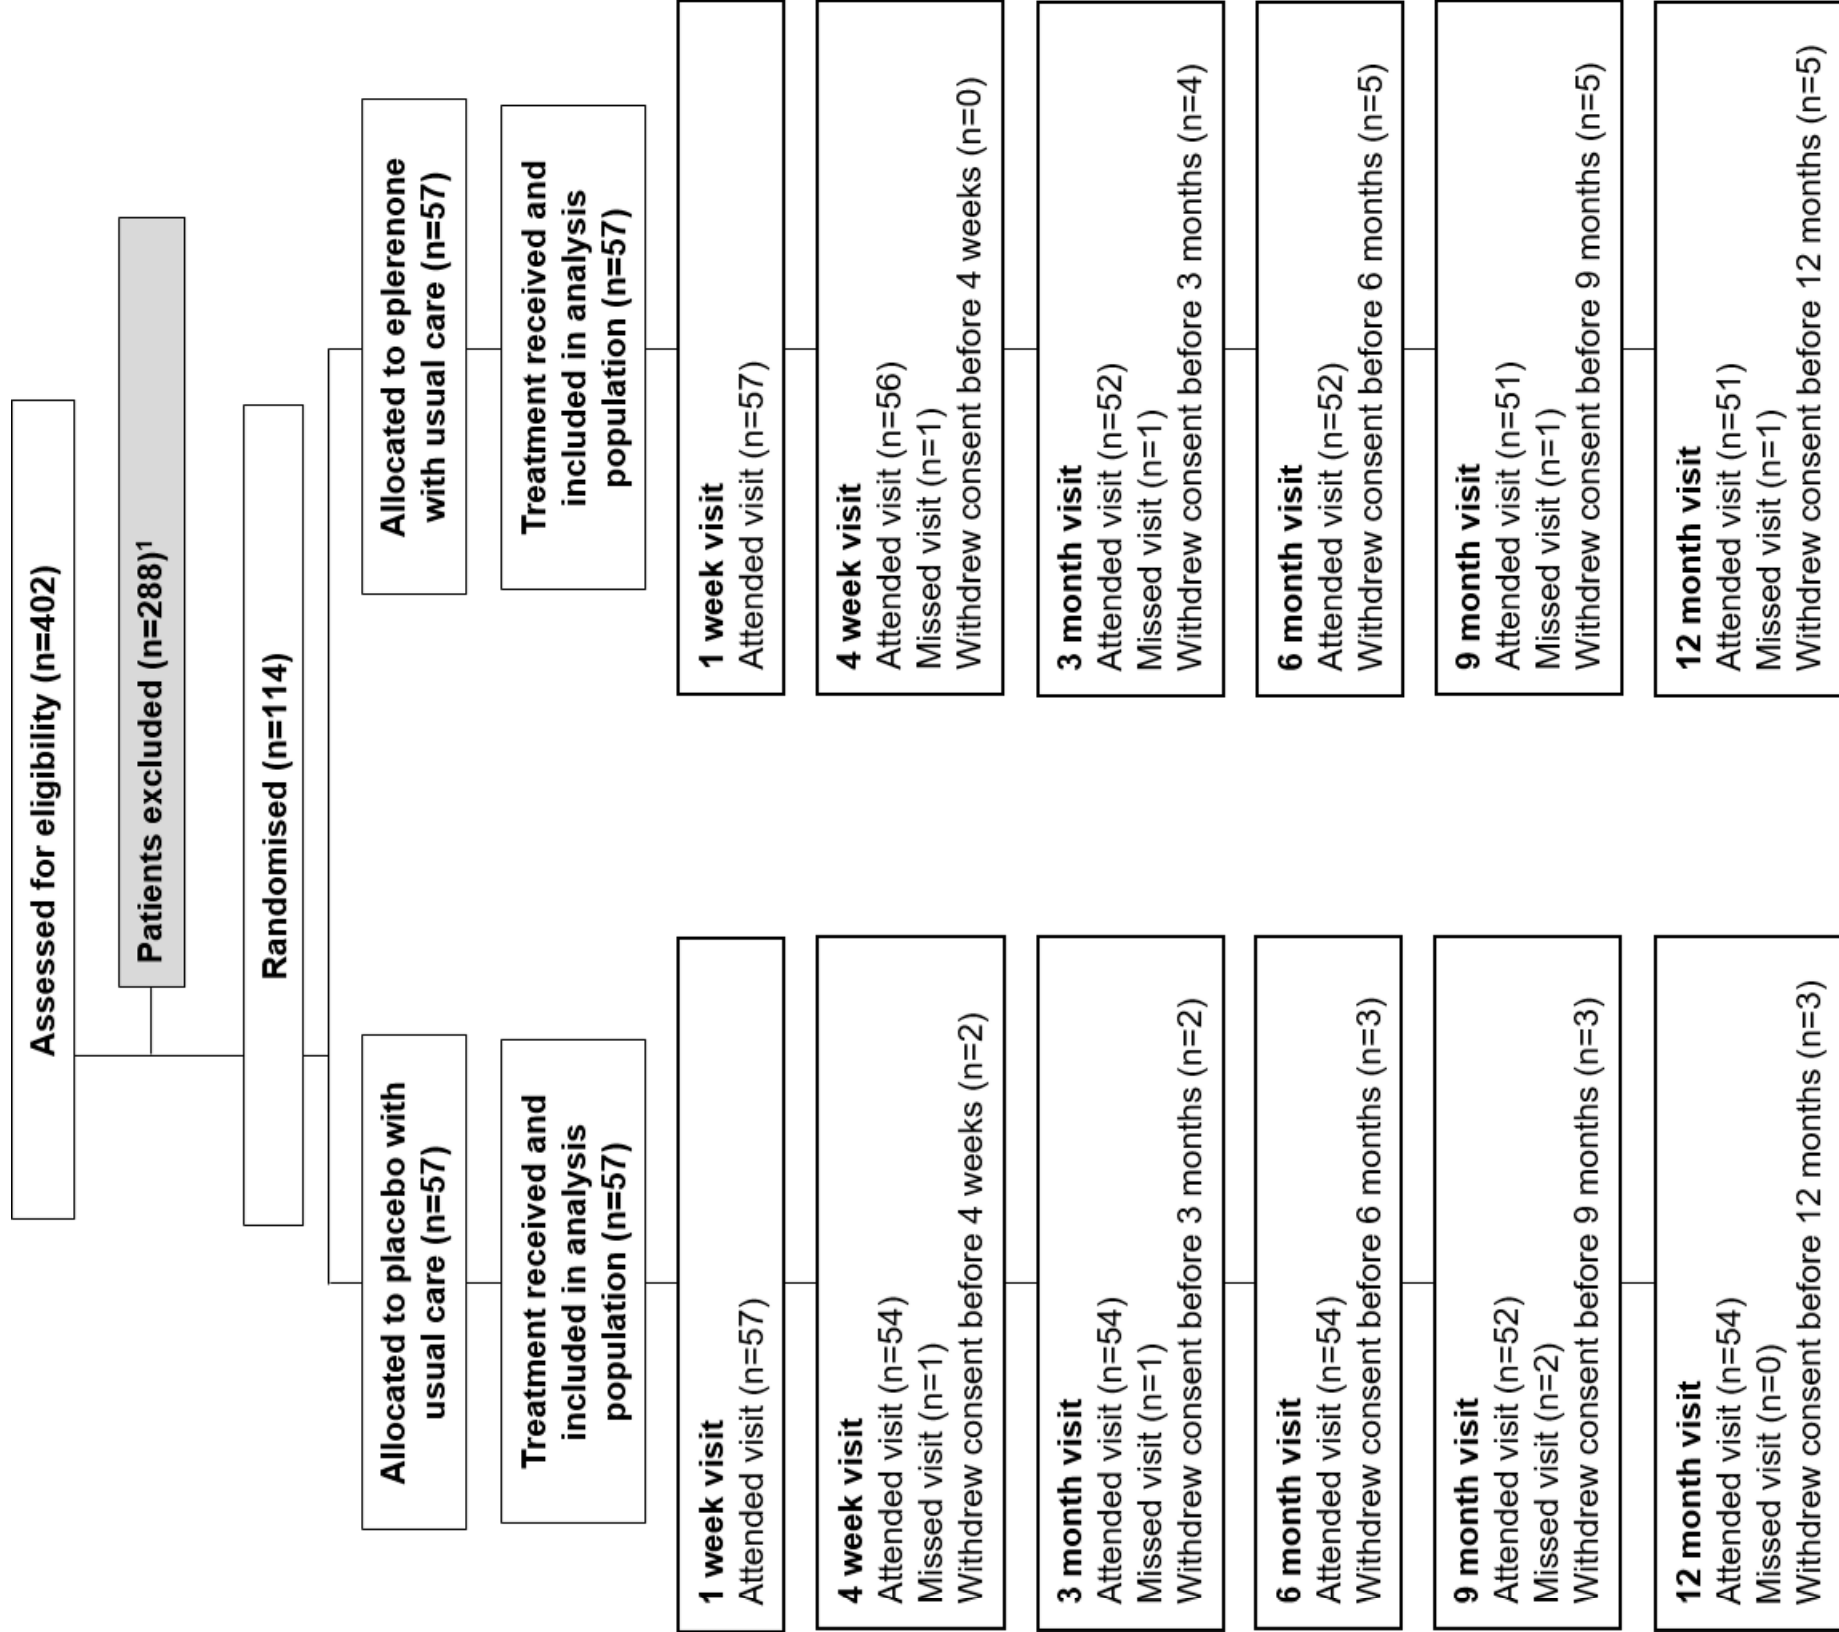 Assessed for eligibility (n=402)
Patients excluded (n=288)¹
Randomised (n=114)
Allocated to placebo with
usual care (n=57)
Treatment received and
included in analysis
population (n=57)
1 week visit
Attended visit (n=57)
4 week visit
Attended visit (n=54)
Missed visit (n=1)
Withdrew consent before 4 weeks (n=2)
3 month visit
Attended visit (n=54)
Missed visit (n=1)
Withdrew consent before 3 months (n=2)
6 month visit
Attended visit (n=54)
Withdrew consent before 6 months (n=3)
9 month visit
Attended visit (n=52)
Missed visit (n=2)
Withdrew consent before 9 months (n=3)
12 month visit
Attended visit (n=54)
Missed visit (n=0)
Withdrew consent before 12 months (n=3)
Allocated to eplerenone
with usual care (n=57)
Treatment received and
included in analysis
population (n=57)
1 week visit
Attended visit (n=57)
4 week visit
Attended visit (n=56)
Missed visit (n=1)
Withdrew consent before 4 weeks (n=0)
3 month visit
Attended visit (n=52)
Missed visit (n=1)
Withdrew consent before 3 months (n=4)
6 month visit
Attended visit (n=52)
Withdrew consent before 6 months (n=5)
9 month visit
Attended visit (n=51)
Missed visit (n=1)
Withdrew consent before 9 months (n=5)
12 month visit
Attended visit (n=51)
Missed visit (n=1)
Withdrew consent before 12 months (n=5)